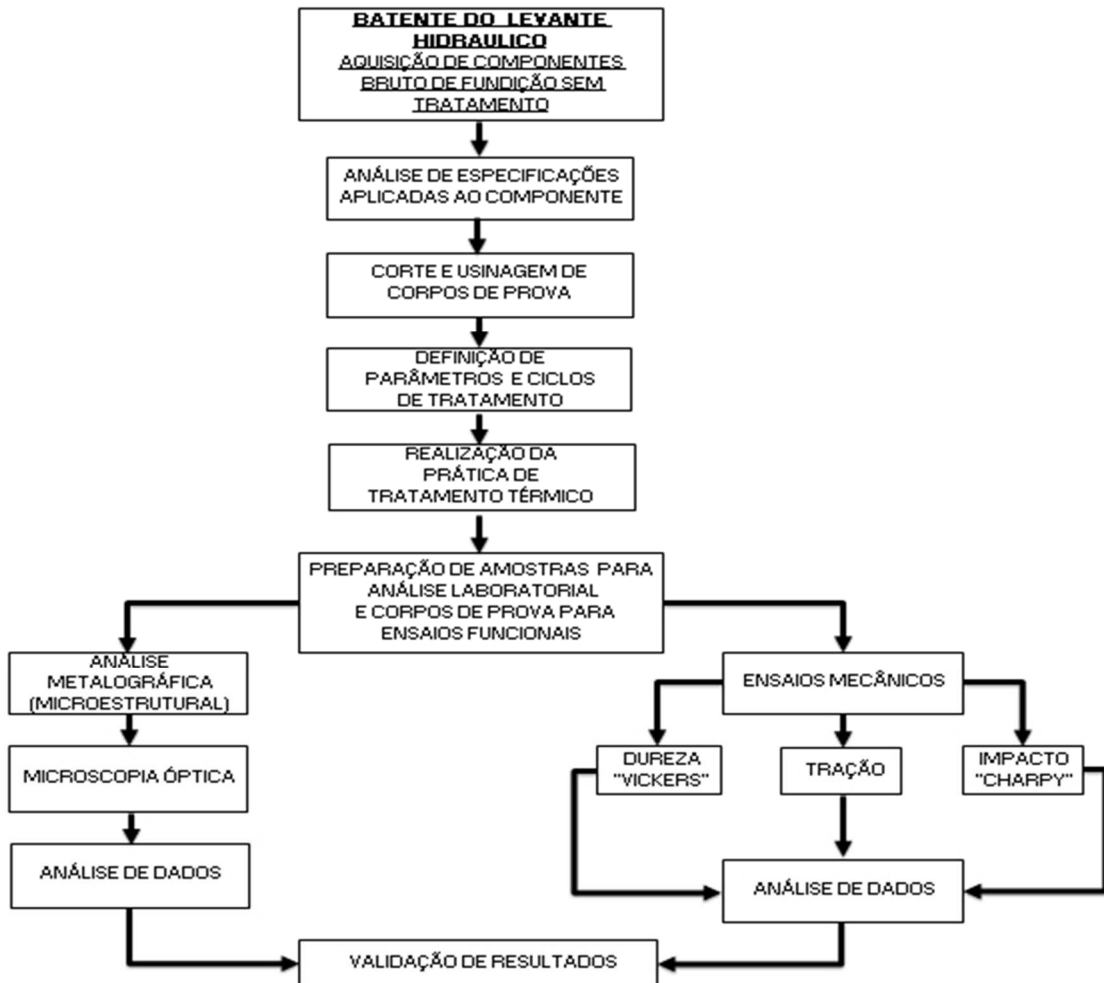 BATENTE DO LEVANTE
HIDRAULICO
AQUISIÇÃO DE COMPONENTES
BRUTO DE FUNDIÇÃO SEM
TRATAMENTO
ANÁLISE DE ESPECIFICAÇÕES
APLICADAS AO COMPONENTE
CORTE E USINAGEM DE
CORPOS DE PROVA
DEFINIÇÃO DE
PARÂMETROS E CICLOS
DE TRATAMENTO
REALIZAÇÃO DA
PRÁTICA DE
TRATAMENTO TÉRMICO
PREPARAÇÃO DE AMOSTRAS PARA
ANÁLISE LABORATORIAL
E CORPOS DE PROVA PARA
ENSAIOS FUNCIONAIS
ANÁLISE
METALOGRÁFICA
(MICROESTRUTURAL)
MICROSCOPIA ÓPTICA
ANÁLISE DE DADOS
ENSAIOS MECÂNICOS
DUREZA
"VICKERS"
TRAÇÃO
IMPACTO
"CHARPY"
ANÁLISE DE DADOS
VALIDAÇÃO DE RESULTADOS